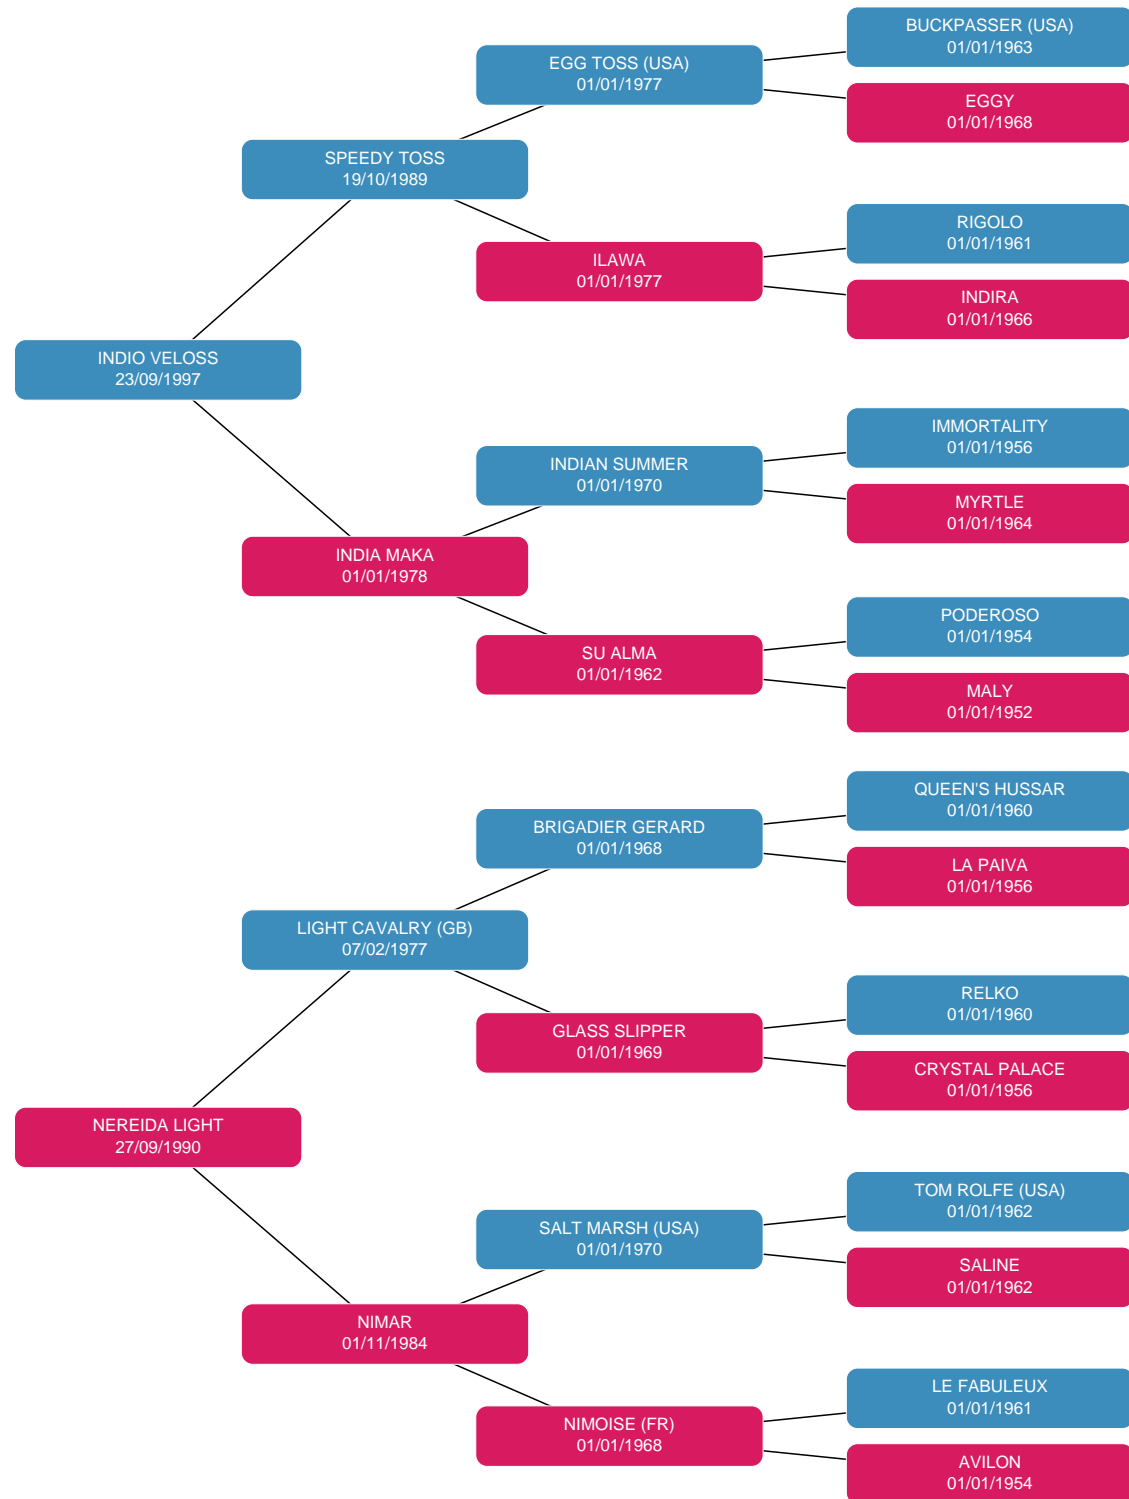 BUCKPASSER (USA)
01/01/1963
EGG TOSS (USA)
01/01/1977
EGGY
01/01/1968
SPEEDY TOSS
19/10/1989
RIGOLO
01/01/1961
ILAWA
01/01/1977
INDIRA
01/01/1966
INDIO VELOSS
23/09/1997
IMMORTALITY
01/01/1956
INDIAN SUMMER
01/01/1970
MYRTLE
01/01/1964
INDIA MAKA
01/01/1978
PODEROSO
01/01/1954
SU ALMA
01/01/1962
MALY
01/01/1952
QUEEN'S HUSSAR
01/01/1960
BRIGADIER GERARD
01/01/1968
LA PAIVA
01/01/1956
LIGHT CAVALRY (GB)
07/02/1977
RELKO
01/01/1960
GLASS SLIPPER
01/01/1969
CRYSTAL PALACE
01/01/1956
NEREIDA LIGHT
27/09/1990
TOM ROLFE (USA)
01/01/1962
SALT MARSH (USA)
01/01/1970
SALINE
01/01/1962
NIMAR
01/11/1984
LE FABULEUX
01/01/1961
NIMOISE (FR)
01/01/1968
AVILON
01/01/1954